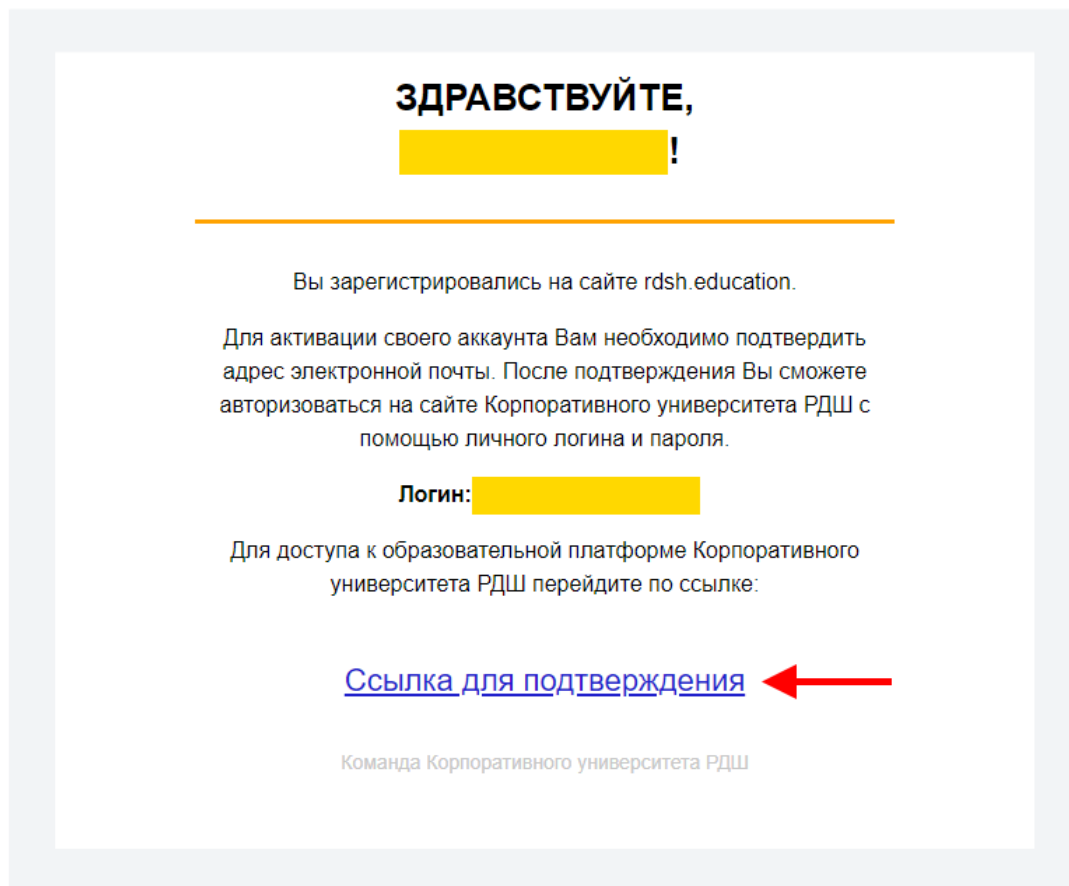 ЗДРАВСТВУЙТЕ,
!
Вы зарегистрировались на сайте rdsh.education.
Для активации своего аккаунта Вам необходимо подтвердить
адрес электронной почты. После подтверждения Вы сможете
авторизоваться на сайте Корпоративного университета РДШ с
помощью личного логина и пароля.
Логин:
Для доступа к образовательной платформе Корпоративного
университета РДШ перейдите по ссылке:
Ссылка для подтверждения
Команда Корпоративного университета РДШ